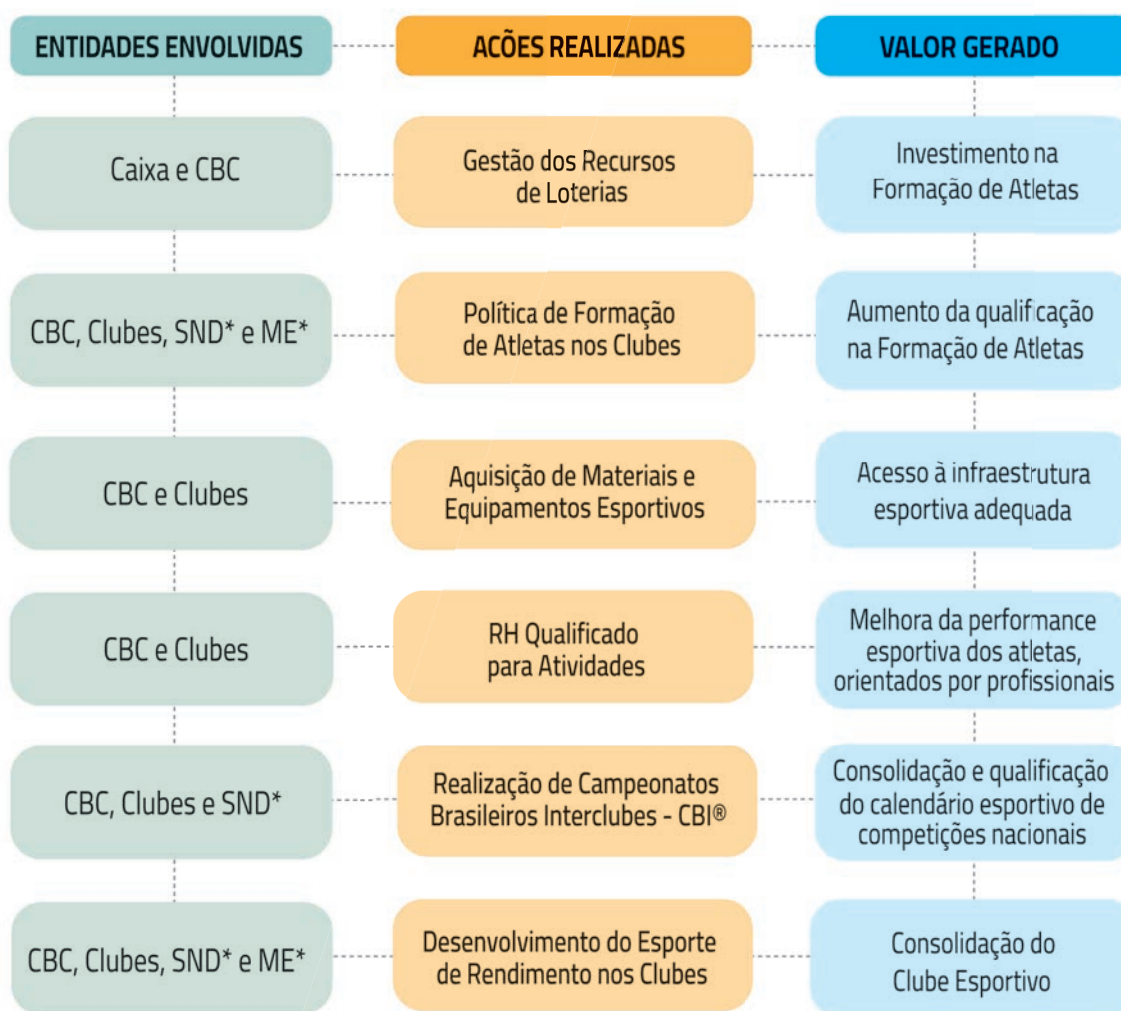 ENTIDADES ENVOLVIDAS
ACÕES REALIZADAS
VALOR GERADO
Caixa e CBC
Gestão dos Recursos
de Loterias
Investimento na
Formação de Atletas
CBC, Clubes, SND* e ME*
Política de Formação
de Atletas nos Clubes
Aumento da qualificação
na Formação de Atletas
CBC e Clubes
Aquisição de Materiais e
Equipamentos Esportivos
Acesso à infraestrutura
esportiva adequada
CBC e Clubes
RH Qualificado
para Atividades
Melhora da performance
esportiva dos atletas,
orientados por profissionais
CBC, Clubes e SND*
Realização de Campeonatos
Brasileiros Interclubes - CBI®
Consolidação e qualificação
do calendário esportivo de
competições nacionais
CBC, Clubes, SND* e ME*
Desenvolvimento do Esporte
de Rendimento nos Clubes
Consolidação do
Clube Esportivo